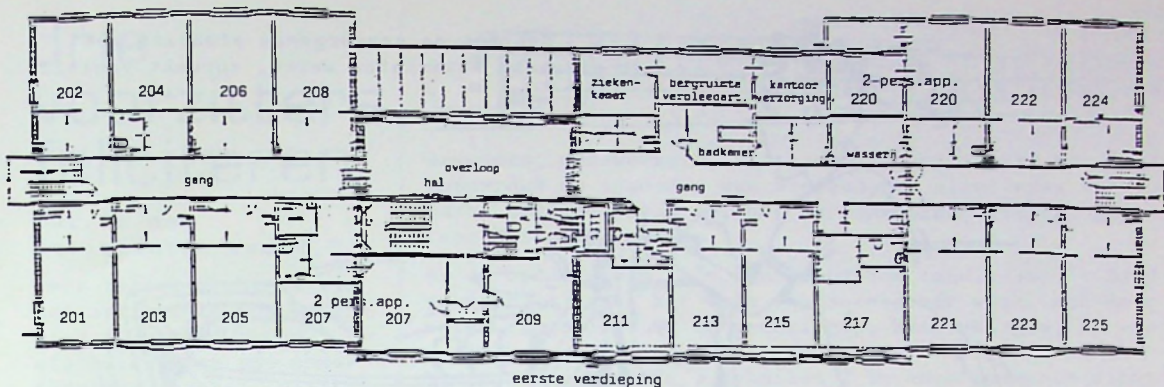 202 204 206 208
zieken-
kamer
bergruimte
verpleegart.
kantoor
verzorging
2-pers.app.
220 220 222 224
badkamer
wasserij
gang
overloop
hal
gang
lift
2 pers.app.
201 203 205 207 207 209 211 213 215 217 221 223 225
eerste verdieping